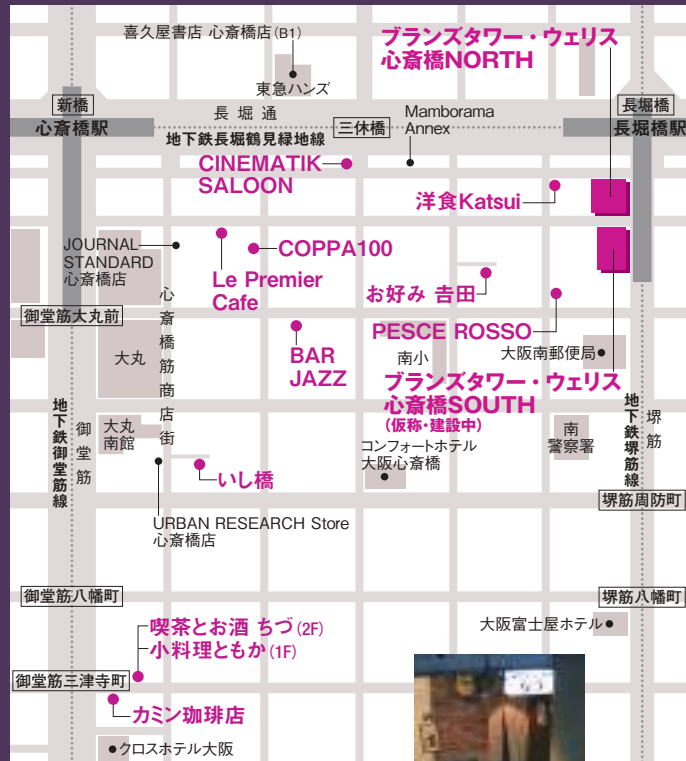 喜久屋書店 心斎橋店(B1)
ブランズタワー・ウェリス
心斎橋NORTH
東急ハンズ
新橋
長堀通
三休橋
Mamborama
Annex
長堀橋
心斎橋駅
長堀橋駅
地下鉄長堀鶴見緑地線
CINEMATIK
SALOON
洋食Katsui
JOURNAL
STANDARD
心斎橋店
COPPA100
Le Premier
Cafe
お好み 𠮷田
御堂筋大丸前
心斎橋筋商店街
BAR
JAZZ
PESCE ROSSO
南小
大阪南郵便局
大丸
ブランズタワー・ウェリス
心斎橋SOUTH
(仮称・建設中)
地下鉄御堂筋線
御堂筋
大丸
南館
コンフォートホテル
大阪心斎橋
南
警察署
地下鉄堺筋線
堺筋
いし橋
堺筋周防町
URBAN RESEARCH Store
心斎橋店
御堂筋八幡町
堺筋八幡町
喫茶とお酒 ちづ(2F)
小料理ともか(1F)
大阪富士屋ホテル
御堂筋三津寺町
カミン珈琲店
クロスホテル大阪